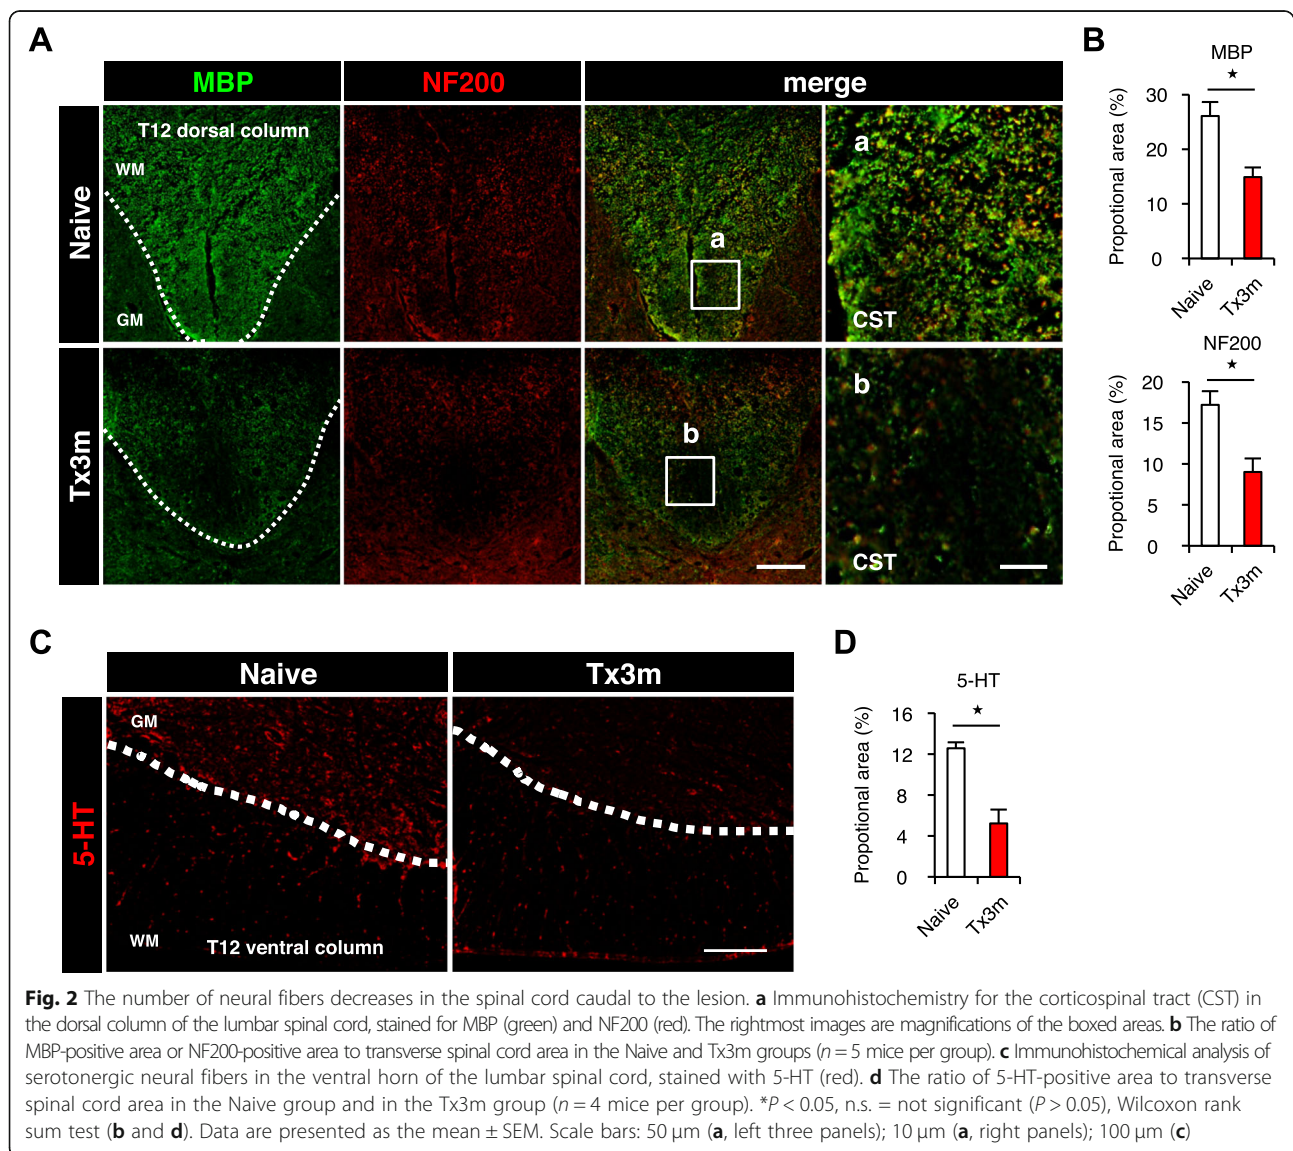 A
MBP
NF200
merge
Naive
T12 dorsal column
WM
GM
a
a
CST
Tx3m
b
b
CST
B
MBP
★
Propotional area (%)
30
20
10
0
Naive
Tx3m
NF200
★
Propotional area (%)
20
15
10
5
0
Naive
Tx3m
C
Naive
Tx3m
5-HT
GM
WM
T12 ventral column
D
5-HT
★
Propotional area (%)
16
12
8
4
0
Naive
Tx3m
Fig. 2 The number of neural fibers decreases in the spinal cord caudal to the lesion. a Immunohistochemistry for the corticospinal tract (CST) in
the dorsal column of the lumbar spinal cord, stained for MBP (green) and NF200 (red). The rightmost images are magnifications of the boxed areas. b The ratio of
MBP-positive area or NF200-positive area to transverse spinal cord area in the Naive and Tx3m groups (n = 5 mice per group). c Immunohistochemical analysis of
serotonergic neural fibers in the ventral horn of the lumbar spinal cord, stained with 5-HT (red). d The ratio of 5-HT-positive area to transverse
spinal cord area in the Naive group and in the Tx3m group (n = 4 mice per group). *P < 0.05, n.s. = not significant (P > 0.05), Wilcoxon rank
sum test (b and d). Data are presented as the mean ± SEM. Scale bars: 50 μm (a, left three panels); 10 μm (a, right panels); 100 μm (c)